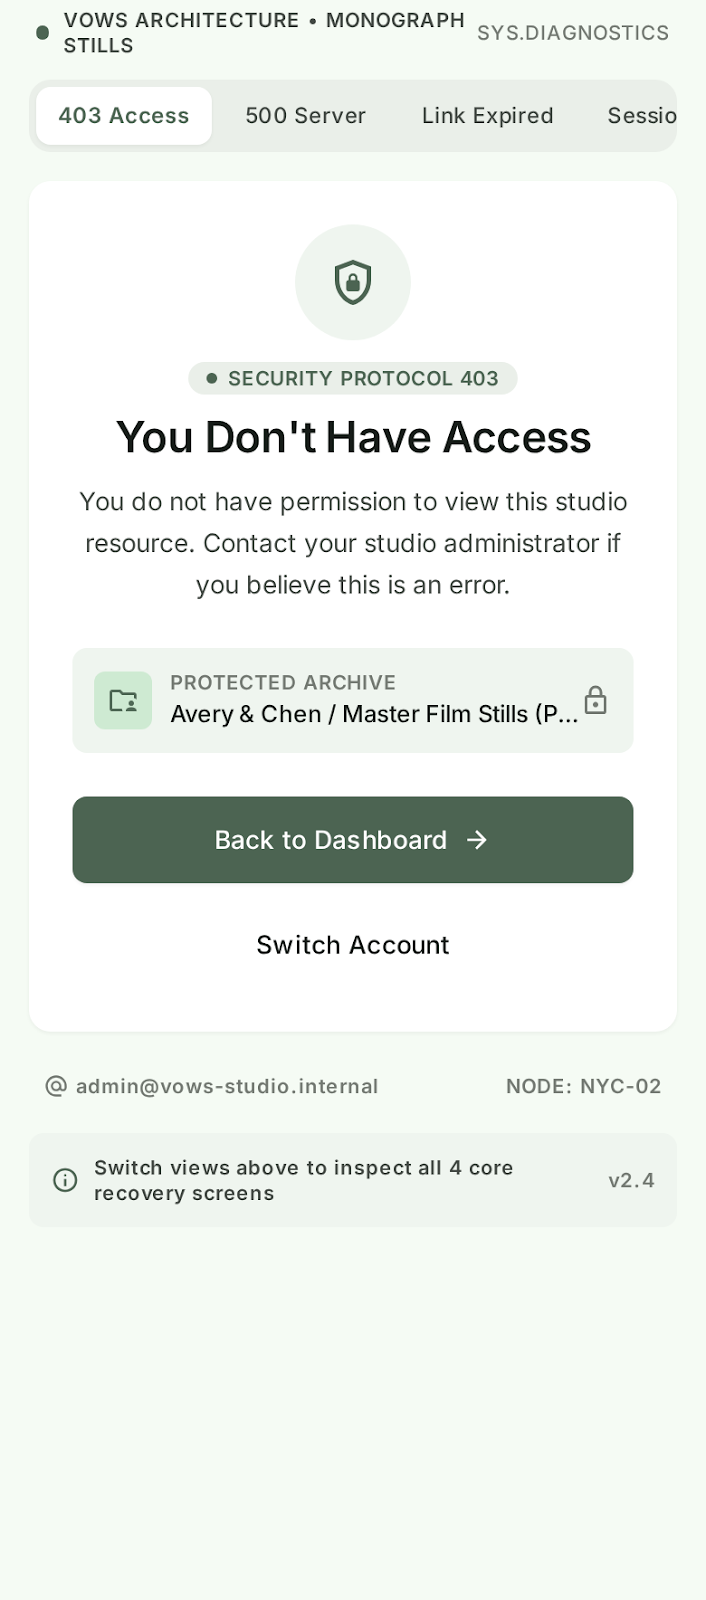 VOWS ARCHITECTURE • MONOGRAPH
STILLS
SYS.DIAGNOSTICS
403 Access
500 Server
Link Expired
Sessio
SECURITY PROTOCOL 403
You Don't Have Access
You do not have permission to view this studio
resource. Contact your studio administrator if
you believe this is an error.
PROTECTED ARCHIVE
Avery & Chen / Master Film Stills (P...
Back to Dashboard →
Switch Account
admin@vows-studio.internal
NODE: NYC-02
Switch views above to inspect all 4 core
recovery screens
v2.4